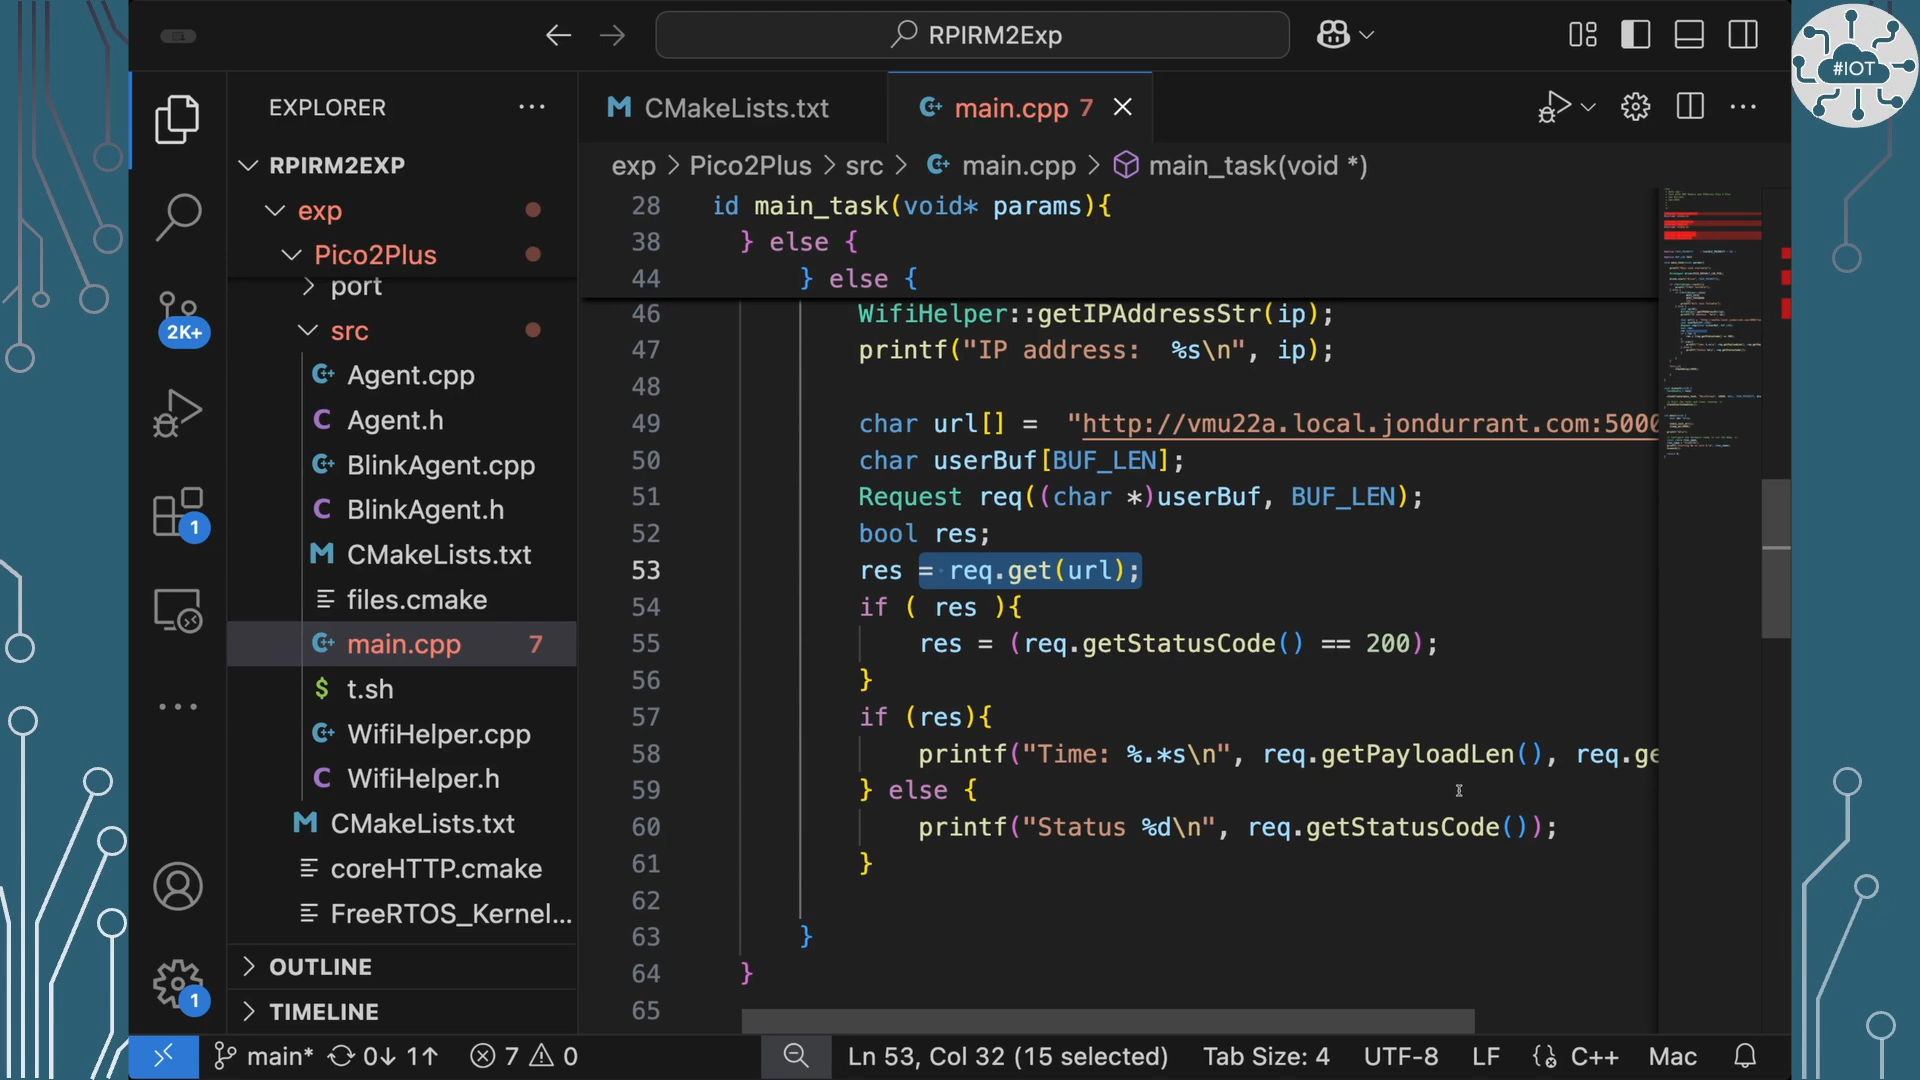 RPIRM2Exp
#IOT
EXPLORER
CMakeLists.txt
main.cpp 7
RPIRM2EXP
exp > Pico2Plus > src > main.cpp > main_task(void *)
exp
Pico2Plus
port
src
Agent.cpp
Agent.h
BlinkAgent.cpp
BlinkAgent.h
CMakeLists.txt
files.cmake
main.cpp 7
t.sh
WifiHelper.cpp
WifiHelper.h
CMakeLists.txt
coreHTTP.cmake
FreeRTOS_Kernel...
OUTLINE
TIMELINE
2K+
1
1
28 id main_task(void* params){
38 } else {
44 } else {
46 WifiHelper::getIPAddressStr(ip);
47 printf("IP address:  %s\n", ip);
48
49 char url[] =  "http://vmu22a.local.jondurrant.com:5000
50 char userBuf[BUF_LEN];
51 Request req((char *)userBuf, BUF_LEN);
52 bool res;
53 res = req.get(url);
54 if ( res ){
55 res = (req.getStatusCode() == 200);
56 }
57 if (res){
58 printf("Time: %.*s\n", req.getPayloadLen(), req.ge
59 } else {
60 printf("Status %d\n", req.getStatusCode());
61 }
62
63 }
64 }
65
main* 0↓ 1↑ 7 0 Ln 53, Col 32 (15 selected) Tab Size: 4 UTF-8 LF C++ Mac